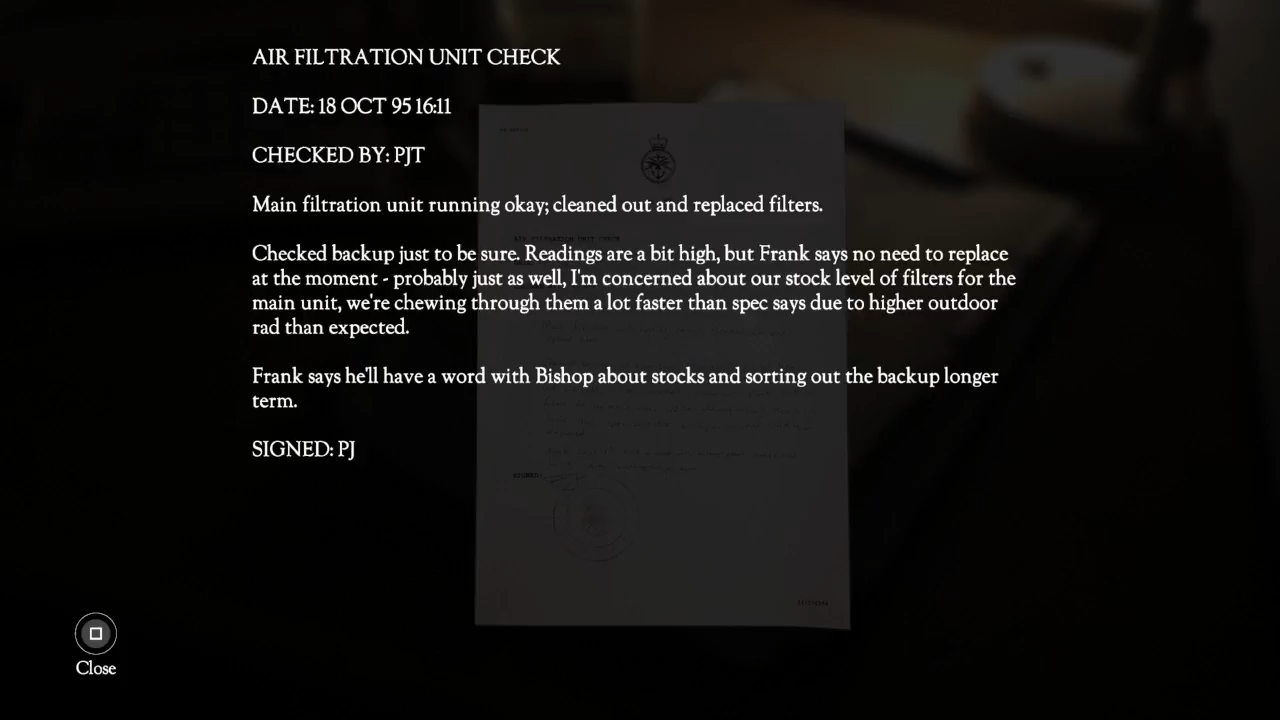 AIR FILTRATION UNIT CHECK
DATE: 18 OCT 95 16:11
CHECKED BY: PJT
Main filtration unit running okay; cleaned out and replaced filters.
Checked backup just to be sure. Readings are a bit high, but Frank says no need to replace
at the moment - probably just as well, I'm concerned about our stock level of filters for the
main unit, we're chewing through them a lot faster than spec says due to higher outdoor
rad than expected.
Frank says he'll have a word with Bishop about stocks and sorting out the backup longer
term.
SIGNED: PJ
AIR FILTRATION UNIT CHECK
SIGNED:
Close